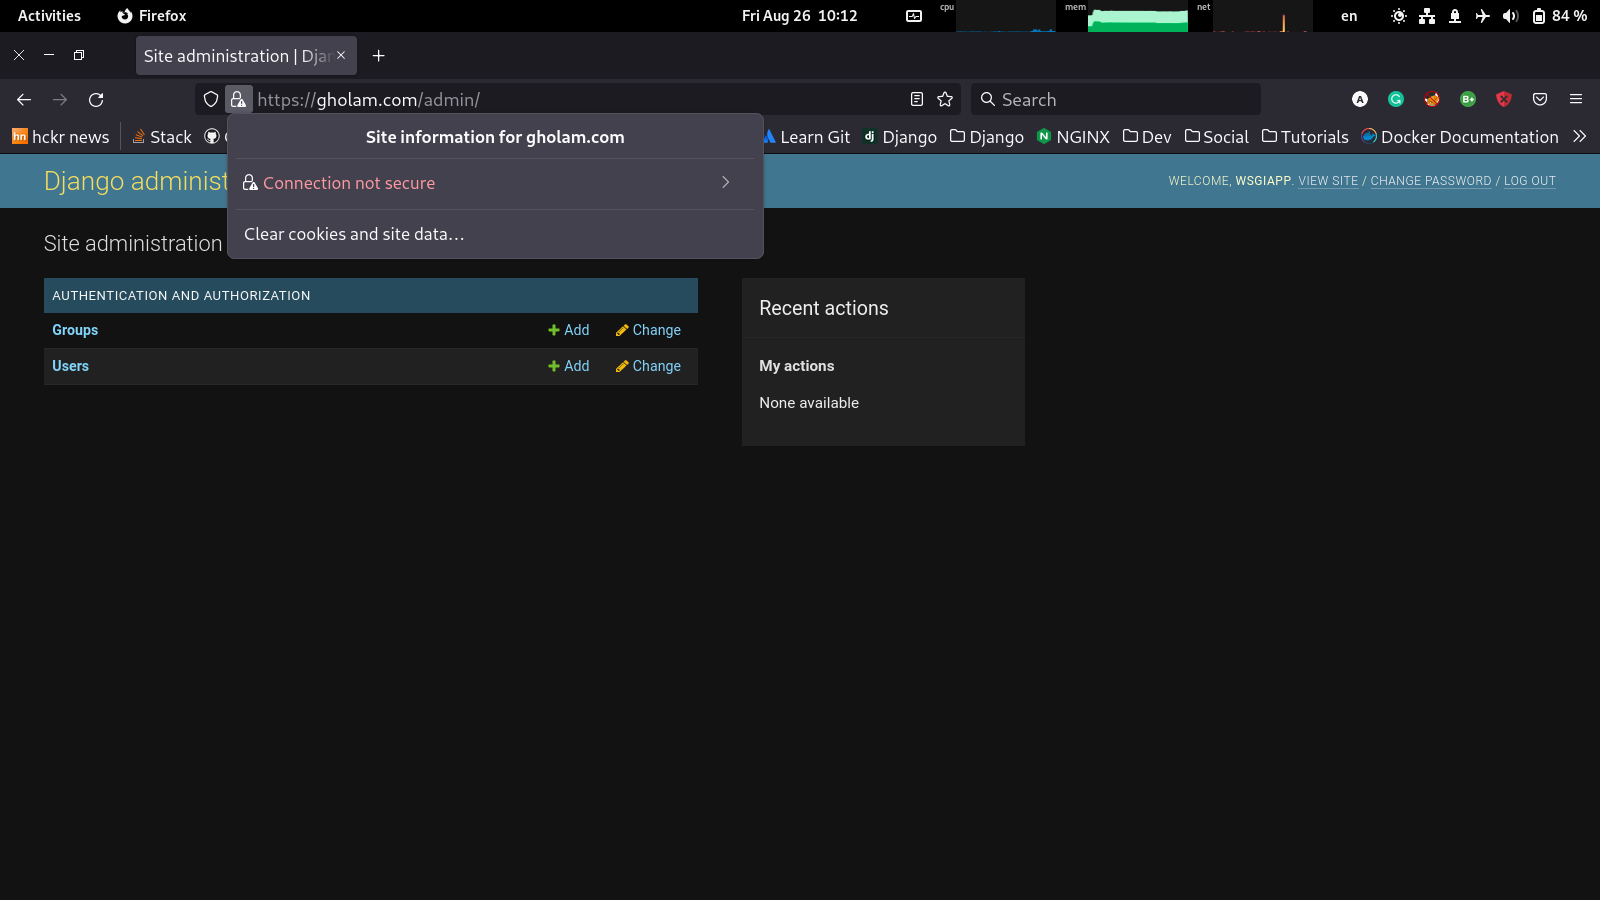 Activities Firefox Fri Aug 26 10:12 cpu mem net en 84 %
Site administration | Djan
https://gholam.com/admin/ Search
hckr news Stack Learn Git Django Django NGINX Dev Social Tutorials Docker Documentation
Site information for gholam.com
Connection not secure
Clear cookies and site data…
Django administ WELCOME, WSGIAPP. VIEW SITE / CHANGE PASSWORD / LOG OUT
Site administration
AUTHENTICATION AND AUTHORIZATION
Groups Add Change
Users Add Change
Recent actions
My actions
None available